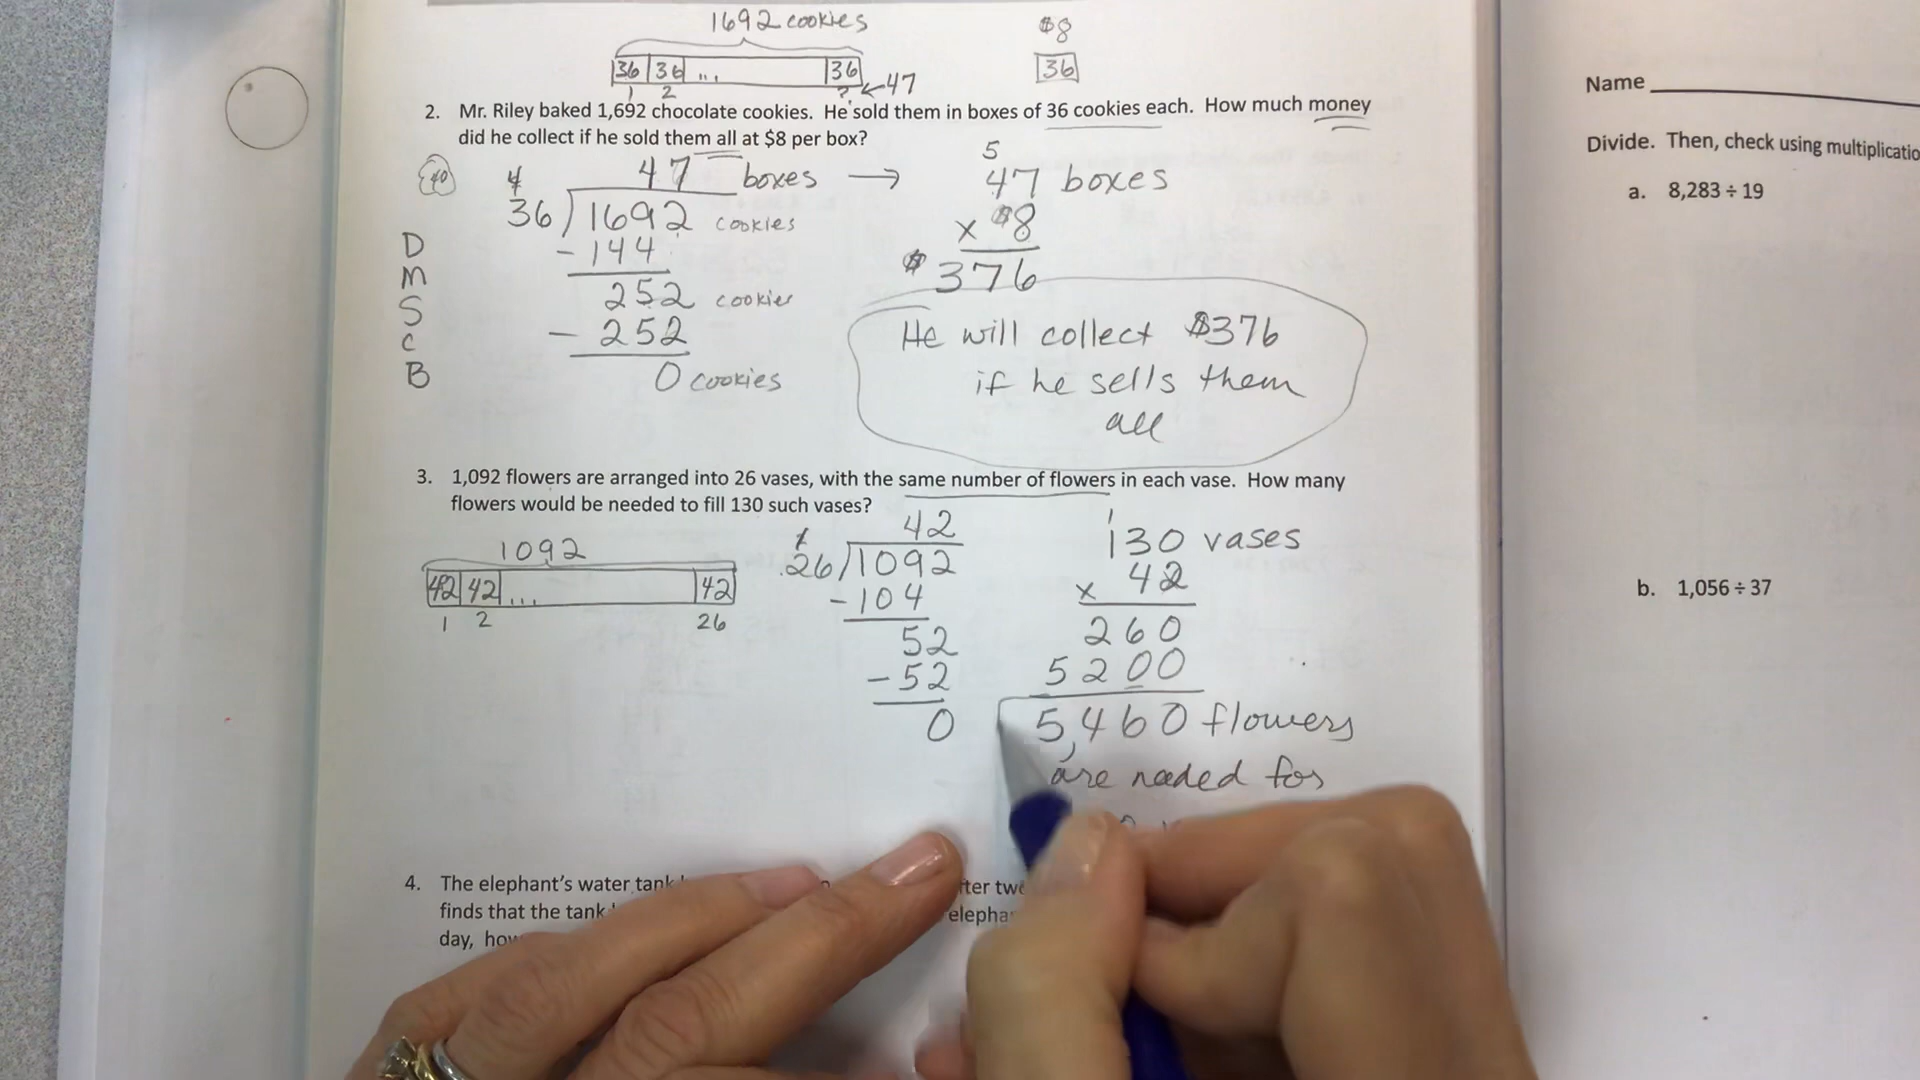 1692 cookies
$8
36 36 ... 36
36
1 2 ? ←47
2. Mr. Riley baked 1,692 chocolate cookies. He sold them in boxes of 36 cookies each. How much money
did he collect if he sold them all at $8 per box?
40
4
47 boxes →
36 1692 cookies
- 144
252 cookies
- 252
0 cookies
D
M
S
C
B
5
47 boxes
x $8
$376
He will collect $376
if he sells them
all
3. 1,092 flowers are arranged into 26 vases, with the same number of flowers in each vase. How many
flowers would be needed to fill 130 such vases?
1092
42 42 ... 42
1 2 26
1
42
26 1092
-104
52
-52
0
1
130 vases
x 42
260
5200
5,460 flowers
are needed for
4. The elephant's water tank
finds that the tank
day,
Name
Divide. Then, check using
a. 8,283 ÷ 19
b. 1,056 ÷ 37